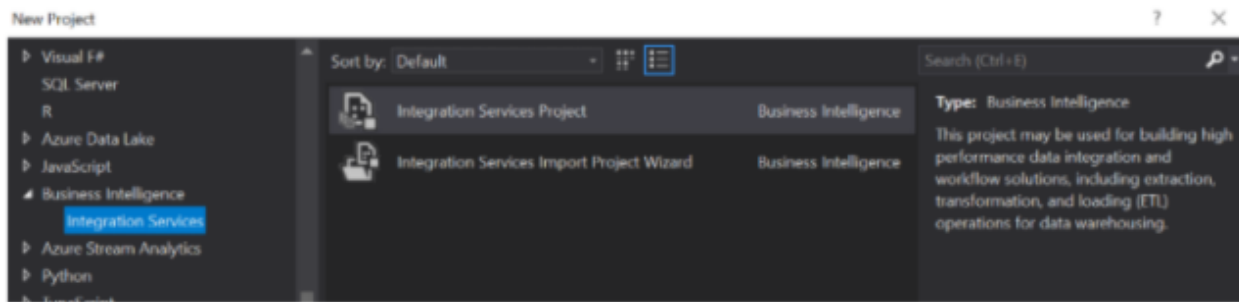 New Project
? ×
Visual F#
SQL Server
R
Azure Data Lake
JavaScript
Business Intelligence
Integration Services
Azure Stream Analytics
Python
TypeScript
Sort by: Default
Integration Services Project Business Intelligence
Integration Services Import Project Wizard Business Intelligence
Search (Ctrl+E)
Type: Business Intelligence
This project may be used for building high
performance data integration and
workflow solutions, including extraction,
transformation, and loading (ETL)
operations for data warehousing.